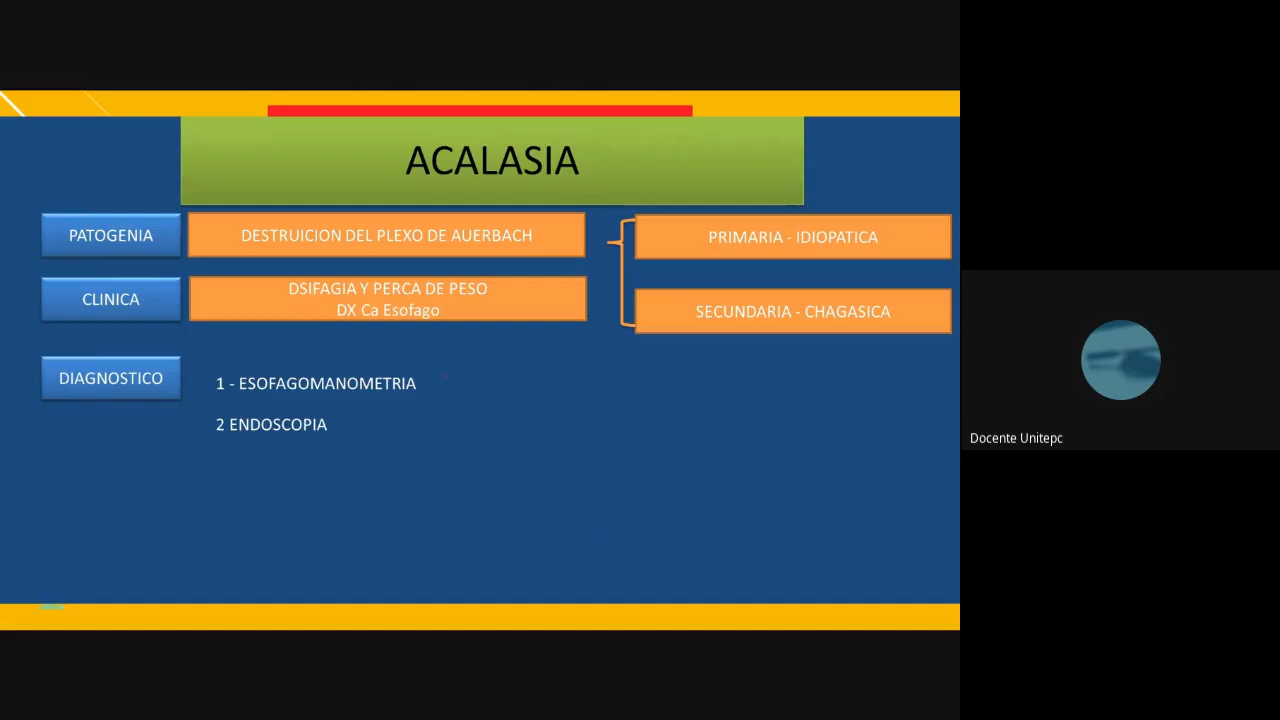 ACALASIA
PATOGENIA
DESTRUICION DEL PLEXO DE AUERBACH
PRIMARIA - IDIOPATICA
CLINICA
DSIFAGIA Y PERCA DE PESO
DX Ca Esofago
SECUNDARIA - CHAGASICA
DIAGNOSTICO
1 - ESOFAGOMANOMETRIA
2 ENDOSCOPIA
Docente Unitepc